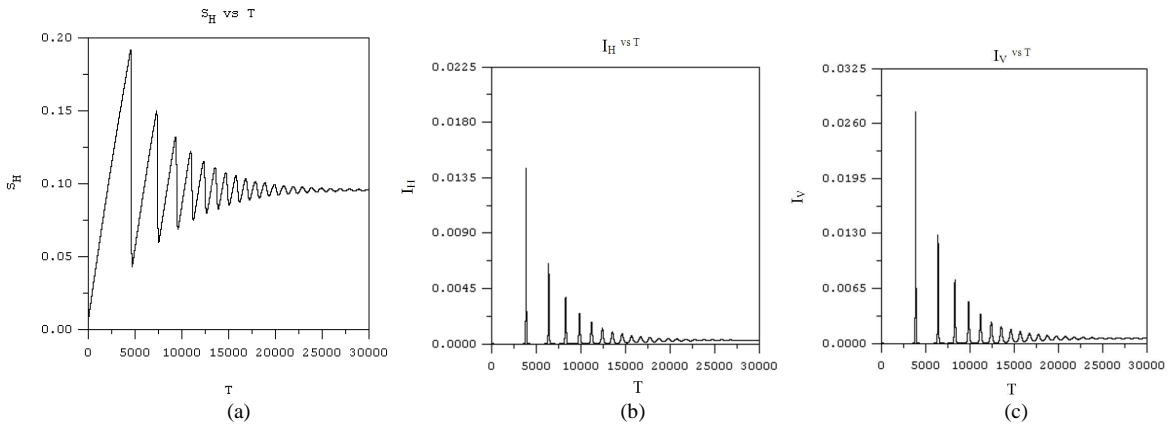 S_H vs T
0.20
0.15
0.10
0.05
0.00
S_H
0 5000 10000 15000 20000 25000 30000
T
(a)
I_H vs T
0.0225
0.0180
0.0135
0.0090
0.0045
0.0000
I_H
0 5000 10000 15000 20000 25000 30000
T
(b)
I_V vs T
0.0325
0.0260
0.0195
0.0130
0.0065
0.0000
I_V
0 5000 10000 15000 20000 25000 30000
T
(c)